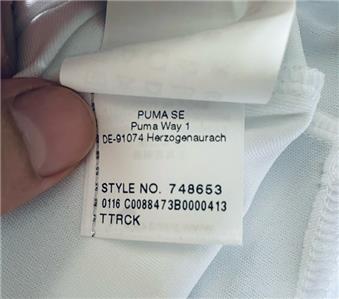 PUMA SE
Puma Way 1
DE-91074 Herzogenaurach
STYLE NO. 748653
0116 C0088473B0000413
TTRCK